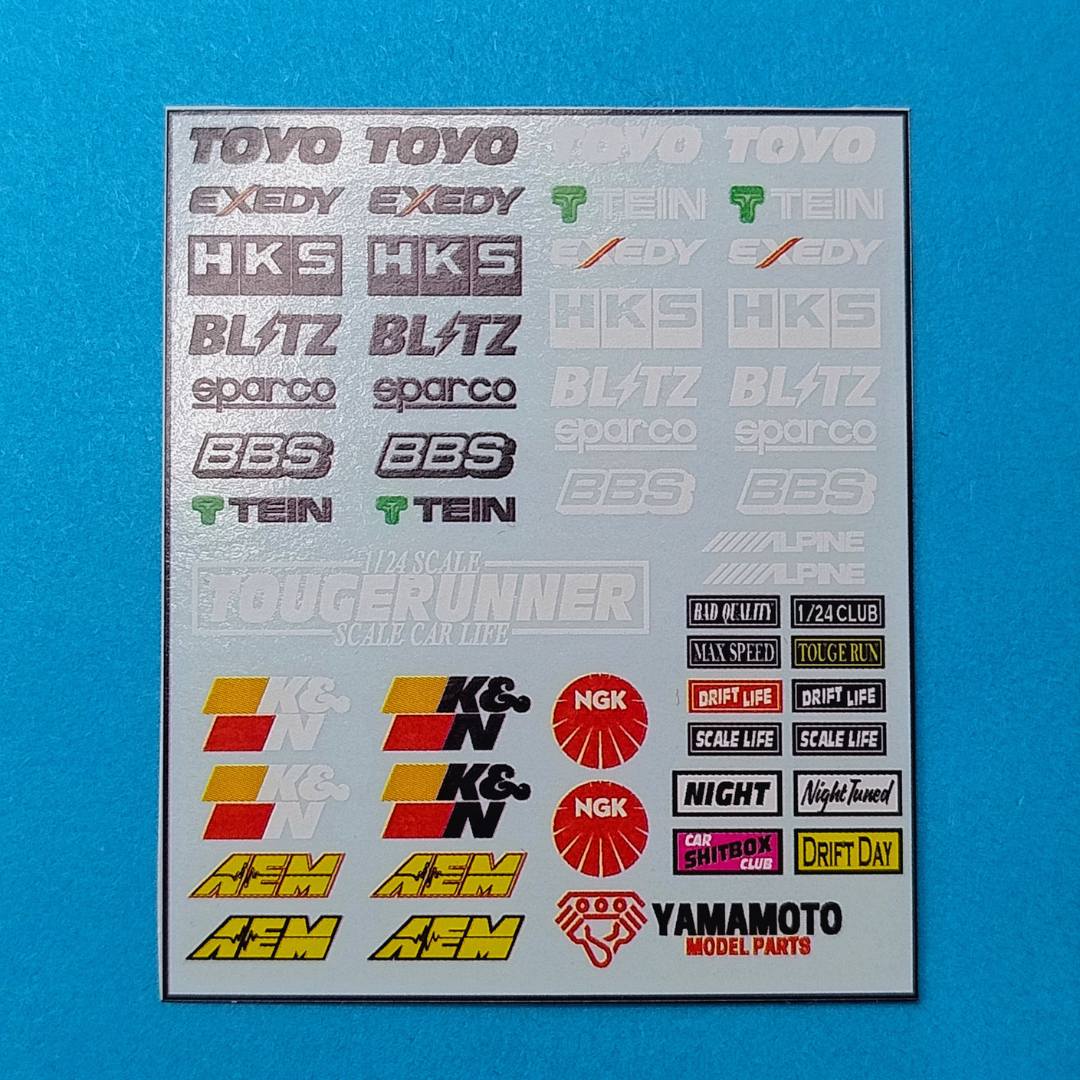 TOYO TOYO TOYO TOYO
EXEDY EXEDY TEIN TEIN
HKS HKS EXEDY EXEDY
BLITZ BLITZ HKS HKS
sparco sparco BLITZ BLITZ
BBS BBS sparco sparco
TEIN TEIN BBS BBS
ALPINE
ALPINE
1/24 SCALE
TOUGERUNNER
SCALE CAR LIFE
BAD QUALITY 1/24 CLUB
MAX SPEED TOUGE RUN
DRIFT LIFE DRIFT LIFE
SCALE LIFE SCALE LIFE
NIGHT Night Tuned
CAR
SHITBOX
CLUB
DRIFT DAY
K&N K&N NGK
K&N K&N NGK
AEM AEM
AEM AEM
YAMAMOTO
MODEL PARTS